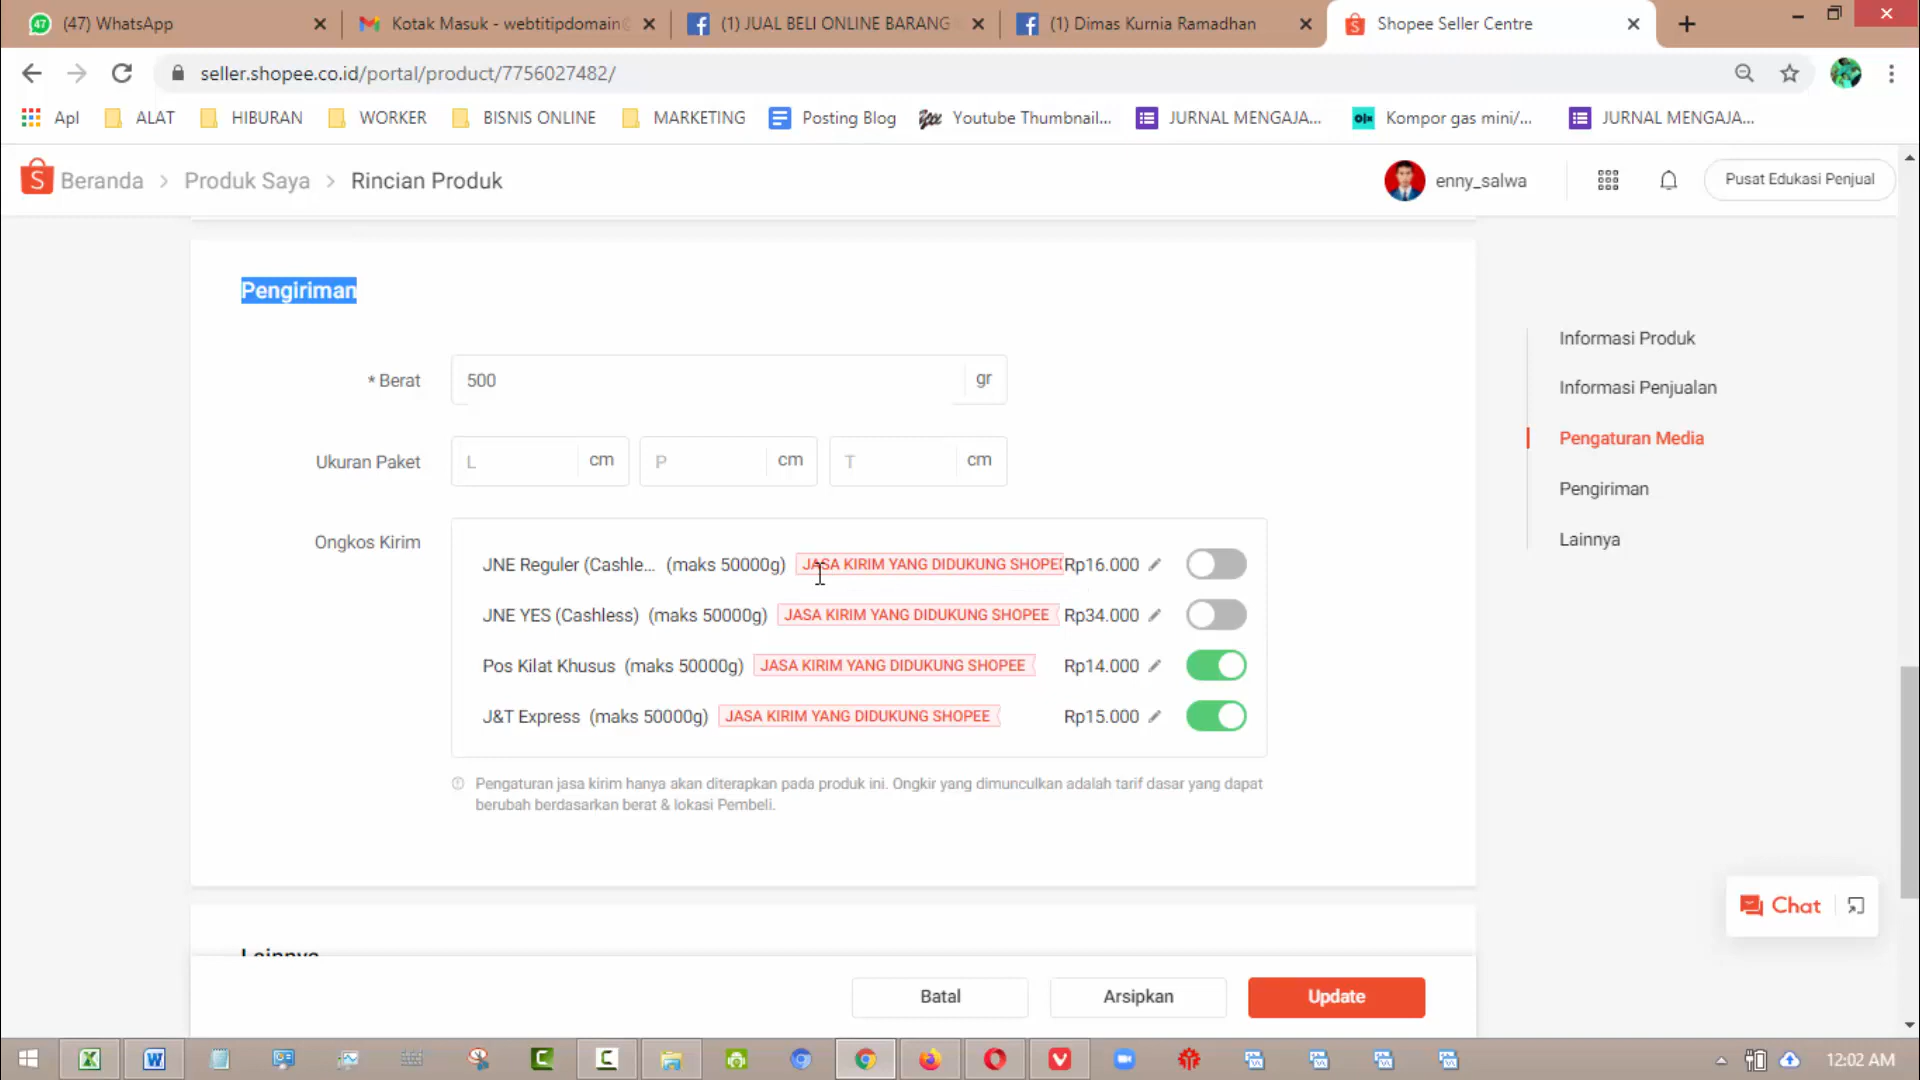 47 (47) WhatsApp
Kotak Masuk - webtitipdomain
(1) JUAL BELI ONLINE BARANG
(1) Dimas Kurnia Ramadhan
Shopee Seller Centre
seller.shopee.co.id/portal/product/7756027482/
Apl ALAT HIBURAN WORKER BISNIS ONLINE MARKETING Posting Blog Youtube Thumbnail... JURNAL MENGAJA... Kompor gas mini/... JURNAL MENGAJA...
Beranda > Produk Saya > Rincian Produk
enny_salwa
Pusat Edukasi Penjual
Pengiriman
* Berat 500 gr
Ukuran Paket L cm P cm T cm
Ongkos Kirim
JNE Reguler (Cashle... (maks 50000g) JASA KIRIM YANG DIDUKUNG SHOPEE Rp16.000
JNE YES (Cashless) (maks 50000g) JASA KIRIM YANG DIDUKUNG SHOPEE Rp34.000
Pos Kilat Khusus (maks 50000g) JASA KIRIM YANG DIDUKUNG SHOPEE Rp14.000
J&T Express (maks 50000g) JASA KIRIM YANG DIDUKUNG SHOPEE Rp15.000
Pengaturan jasa kirim hanya akan diterapkan pada produk ini. Ongkir yang dimunculkan adalah tarif dasar yang dapat
berubah berdasarkan berat & lokasi Pembeli.
Informasi Produk
Informasi Penjualan
Pengaturan Media
Pengiriman
Lainnya
Chat
Lainnya
Batal
Arsipkan
Update
12:02 AM